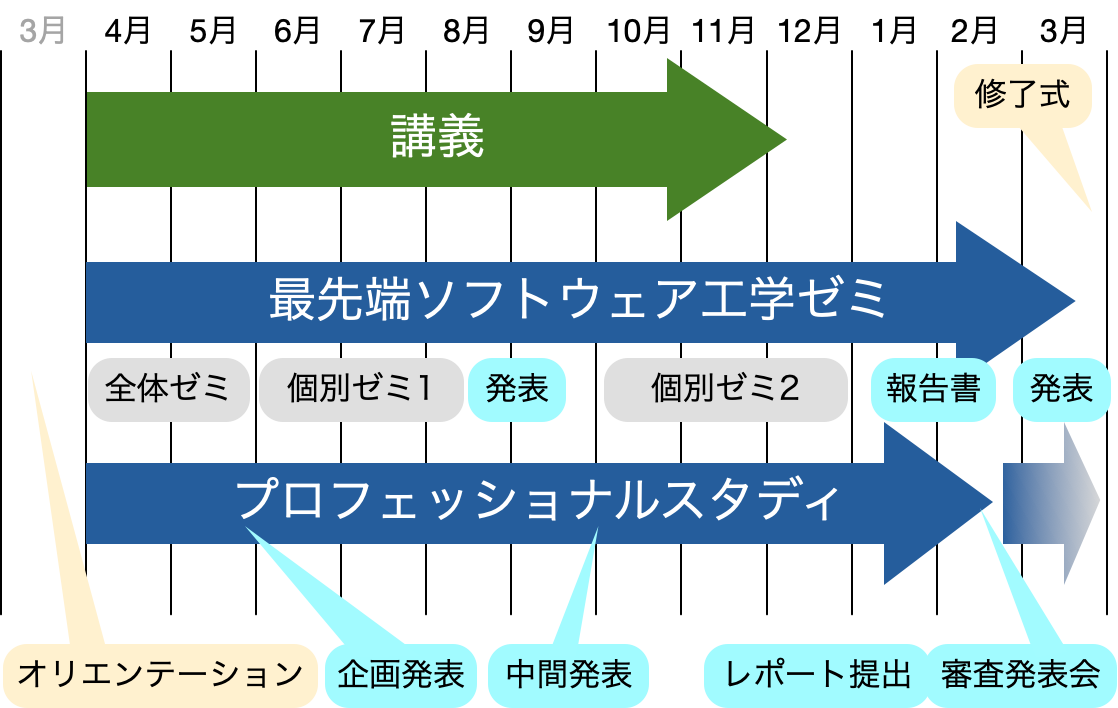 3月 4月 5月 6月 7月 8月 9月 10月 11月 12月 1月 2月 3月
修了式
講義
最先端ソフトウェア工学ゼミ
全体ゼミ 個別ゼミ1 発表 個別ゼミ2 報告書 発表
プロフェッショナルスタディ
オリエンテーション 企画発表 中間発表 レポート提出 審査発表会